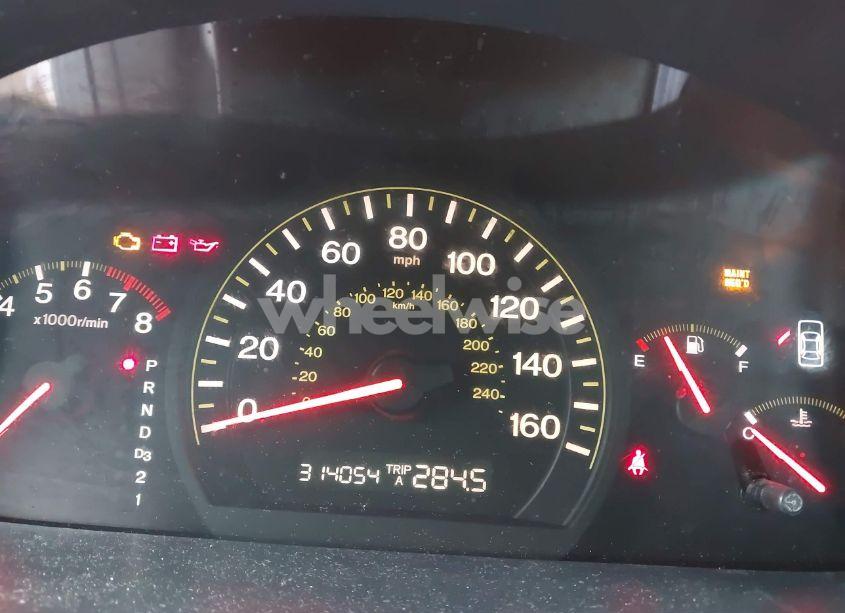 80
60
mph
100
40
120
100 120 140 160
km/h
80
180
60
200
20
40
220
140
20
240
0
0
160
4 5 6 7 8
x1000r/min
P
R
N
D
D3
2
1
MAINT
REQ'D
E
F
C
314054 TRIP A 284.5
wheelwise